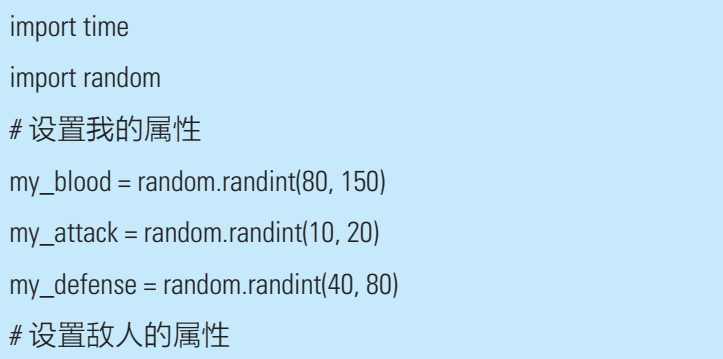 import time
import random
# 设置我的属性
my_blood = random.randint(80, 150)
my_attack = random.randint(10, 20)
my_defense = random.randint(40, 80)
# 设置敌人的属性